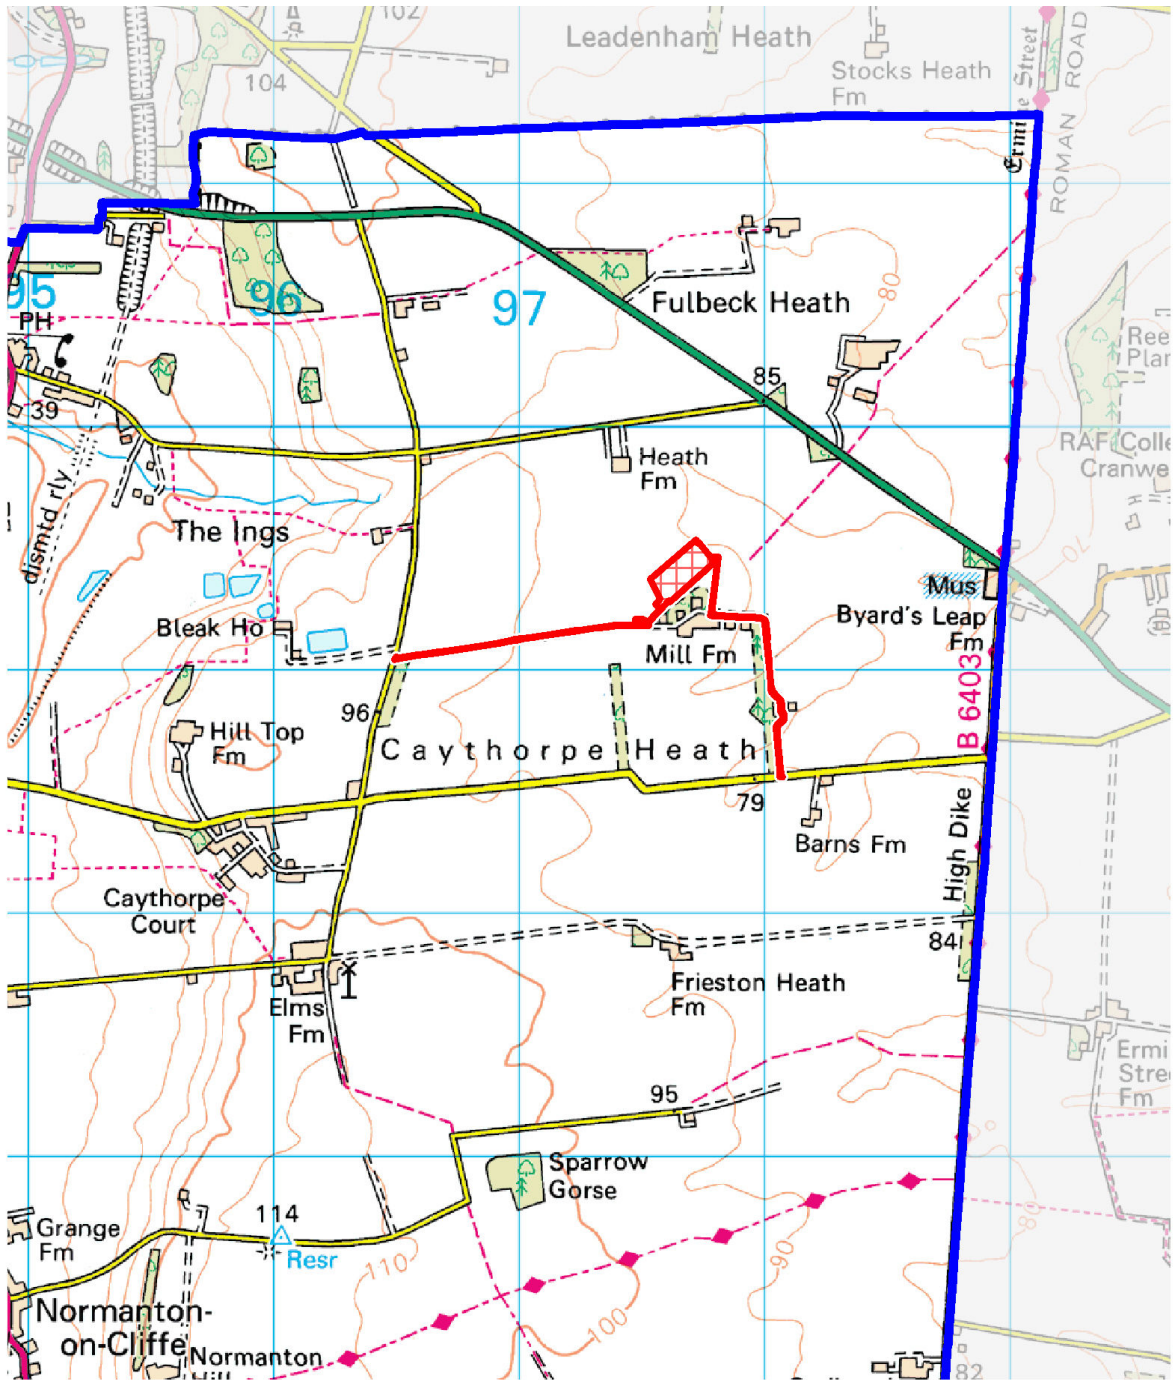 102
Leadenham Heath
104
Stocks Heath
Fm
Street
ROMAN ROAD
95
96
97
PH
Fulbeck Heath
80
85
39
Heath
Fm
RAF Colle
Cranwe
Ree
Plan
dismtd rly
The Ings
70
Mus
Byard's Leap
Fm
Bleak Ho
Mill Fm
B 6403
96
Hill Top
Fm
Caythorpe Heath
79
Barns Fm
High Dike
Caythorpe
Court
84
Frieston Heath
Fm
Elms
Fm
Ermi
Stree
Fm
95
Sparrow
Gorse
114
Grange
Fm
Resr
110
90
80
100
Normanton-
on-Cliffe
Normanton
82